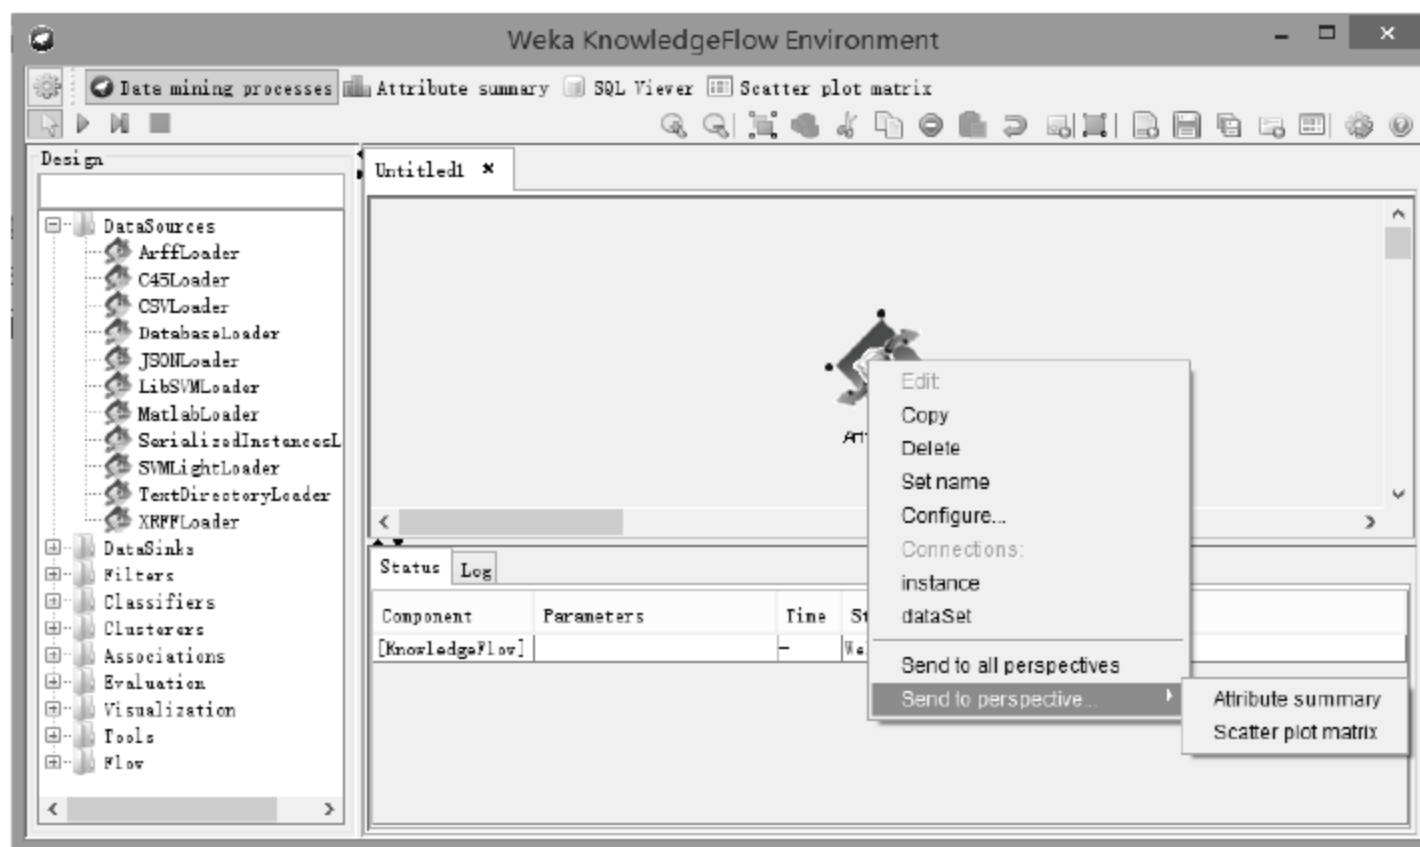 Weka KnowledgeFlow Environment
Data mining processes Attribute summary SQL Viewer Scatter plot matrix
Design
Untitled1
DataSources
ArffLoader
C45Loader
CSVLoader
DatabaseLoader
JSONLoader
LibSVMLoader
MatlabLoader
SerializedInstancesL
SVMLightLoader
TextDirectoryLoader
XRFFLoader
DataSinks
Filters
Classifiers
Clusterers
Associations
Evaluation
Visualization
Tools
Flow
Edit
Copy
Delete
Set name
Configure...
Connections:
instance
dataSet
Send to all perspectives
Send to perspective...
Attribute summary
Scatter plot matrix
Status Log
Component Parameters Time St
[KnowledgeFlow] - We